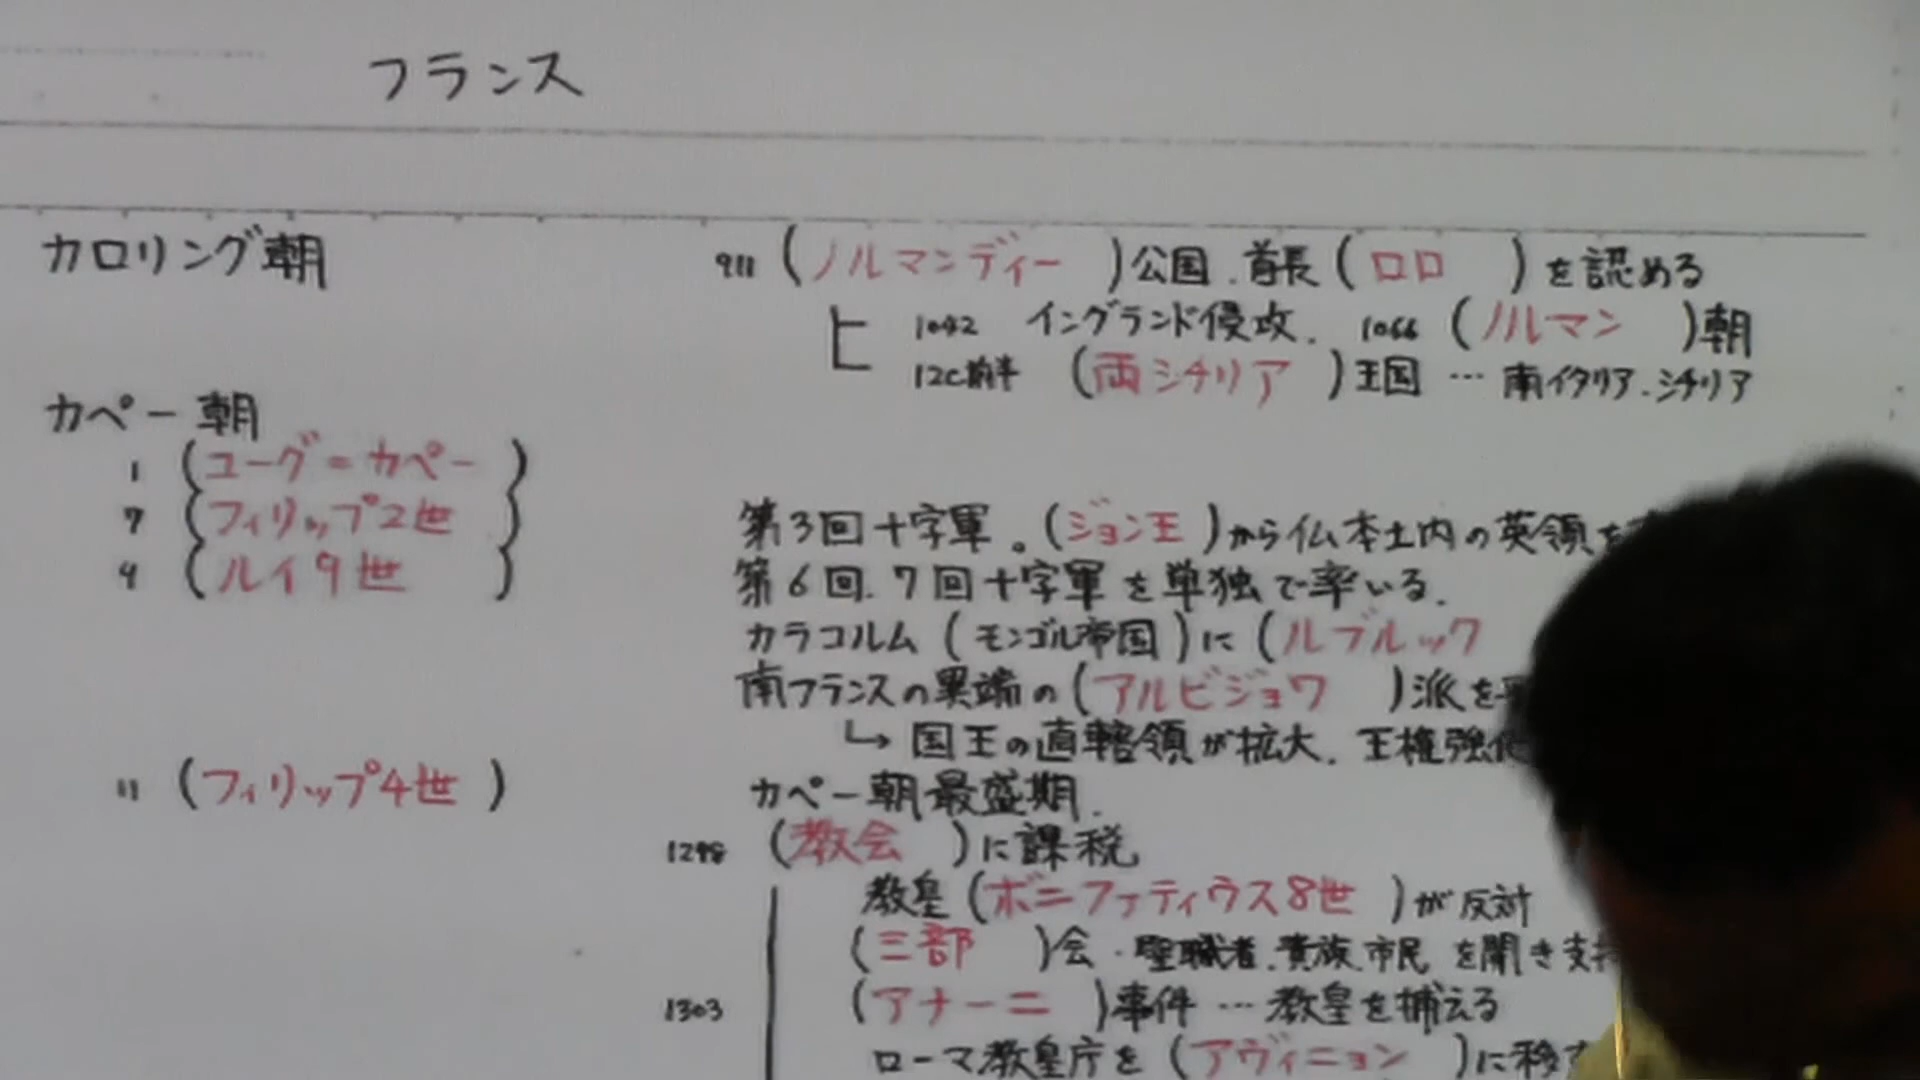 フランス
カロリング朝
911 (ノルマンディー)公国.首長(ロロ)を認める
1042 イングランド侵攻. 1066 (ノルマン)朝
12C前半 (両シチリア)王国 … 南イタリア.シチリア
カペー朝
1 (ユーグ=カペー)
7 (フィリップ2世)
9 (ルイ9世)
第3回十字軍。(ジョン王)から仏本土内の英領を
第6回.7回十字軍を単独で率いる.
カラコルム(モンゴル帝国)に(ルブルック
南フランスの異端の(アルビジョワ)派を
↳ 国王の直轄領が拡大.王権強化
11 (フィリップ4世)
カペー朝最盛期.
1298 (教会)に課税
教皇(ボニファティウス8世)が反対
(三部)会.聖職者.貴族.市民を開き支持
1303 (アナーニ)事件 … 教皇を捕える
ローマ教皇庁を(アヴィニョン)に移す